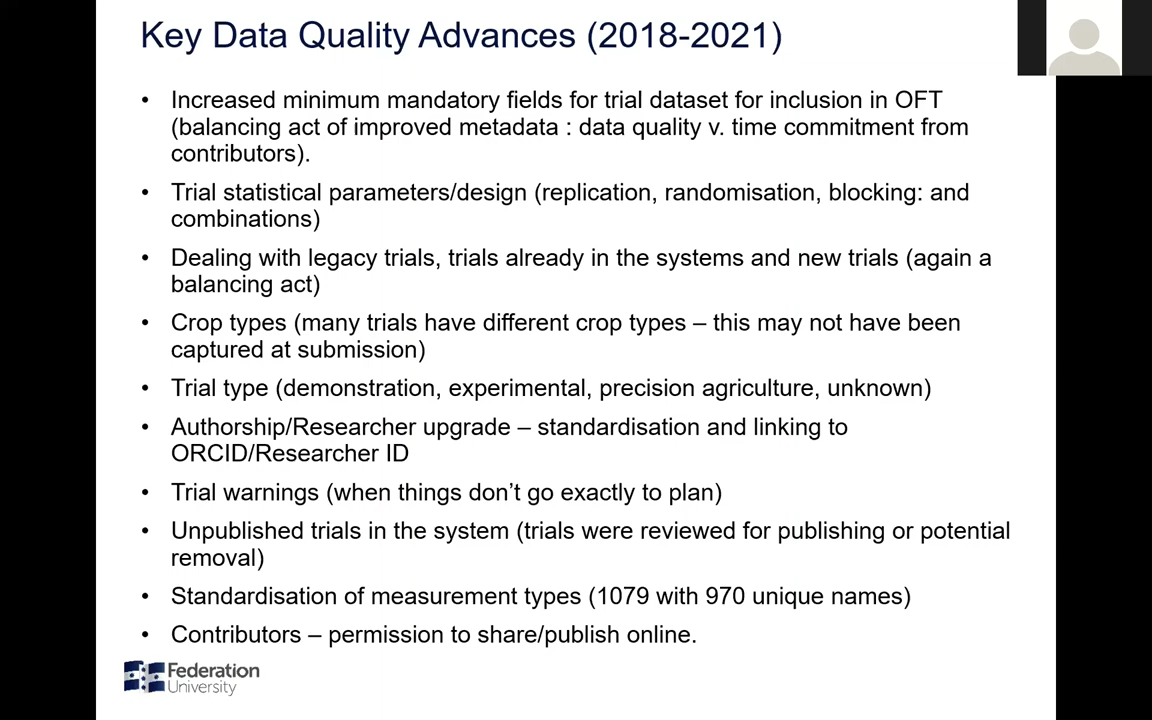 Key Data Quality Advances (2018-2021)
• Increased minimum mandatory fields for trial dataset for inclusion in OFT
(balancing act of improved metadata : data quality v. time commitment from
contributors).
• Trial statistical parameters/design (replication, randomisation, blocking: and
combinations)
• Dealing with legacy trials, trials already in the systems and new trials (again a
balancing act)
• Crop types (many trials have different crop types – this may not have been
captured at submission)
• Trial type (demonstration, experimental, precision agriculture, unknown)
• Authorship/Researcher upgrade – standardisation and linking to
ORCID/Researcher ID
• Trial warnings (when things don’t go exactly to plan)
• Unpublished trials in the system (trials were reviewed for publishing or potential
removal)
• Standardisation of measurement types (1079 with 970 unique names)
• Contributors – permission to share/publish online.
Federation
University